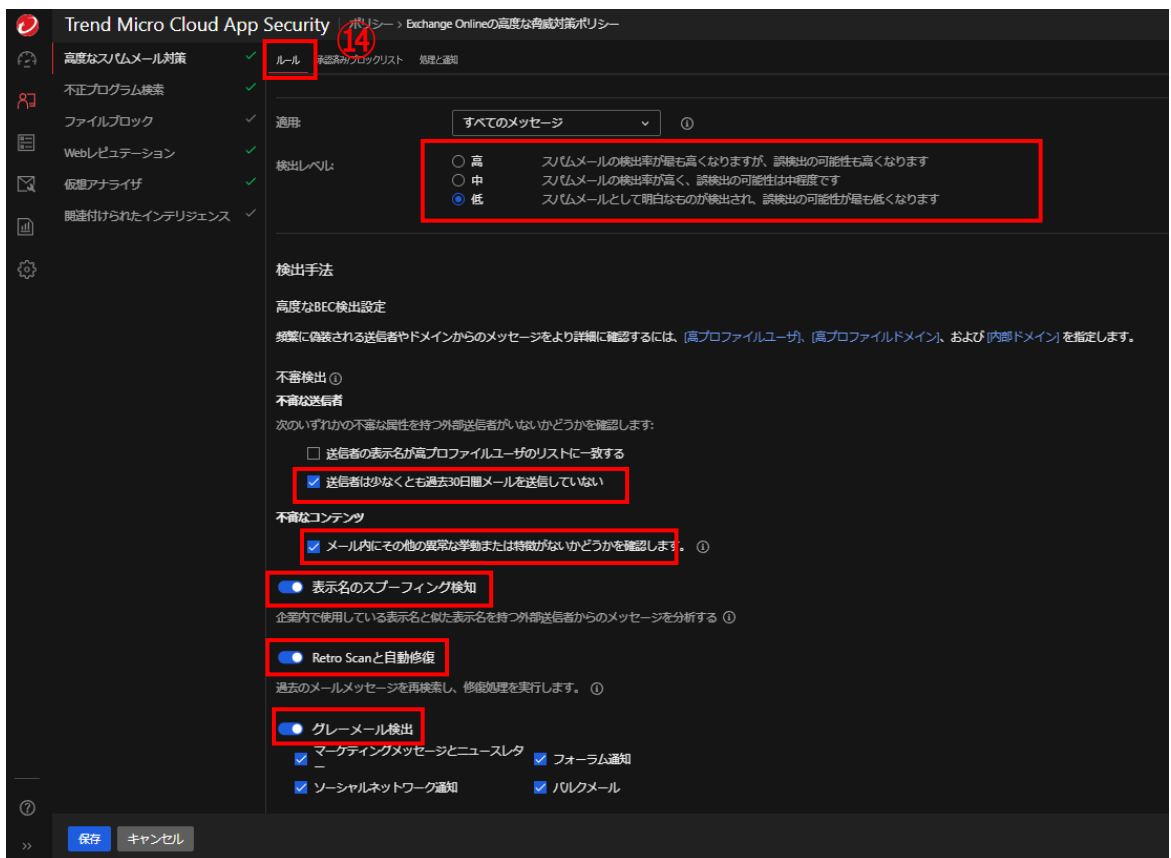 Trend Micro Cloud App Security
ポリシー > Exchange Onlineの高度な脅威対策ポリシー
⑭
高度なスパムメール対策
不正プログラム検索
ファイルブロック
Webレピュテーション
仮想アナライザ
関連付けられたインテリジェンス
ルール 承認済み/ブロックリスト 処理と通知
適用: すべてのメッセージ
検出レベル:
高 スパムメールの検出率が最も高くなりますが、誤検出の可能性も高くなります
中 スパムメールの検出率が高く、誤検出の可能性は中程度です
低 スパムメールとして明白なものが検出され、誤検出の可能性が最も低くなります
検出手法
高度なBEC検出設定
頻繁に偽装される送信者やドメインからのメッセージをより詳細に確認するには、[高プロファイルユーザ]、[高プロファイルドメイン]、および [内部ドメイン] を指定します。
不審検出
不審な送信者
次のいずれかの不審な属性を持つ外部送信者がいないかどうかを確認します:
送信者の表示名が高プロファイルユーザのリストに一致する
送信者は少なくとも過去30日間メールを送信していない
不審なコンテンツ
メール内にその他の異常な挙動または特徴がないかどうかを確認します。
表示名のスプーフィング検知
企業内で使用している表示名と似た表示名を持つ外部送信者からのメッセージを分析する
Retro Scanと自動修復
過去のメールメッセージを再検索し、修復処理を実行します。
グレーメール検出
マーケティングメッセージとニュースレター
フォーラム通知
ソーシャルネットワーク通知
バルクメール
保存 キャンセル